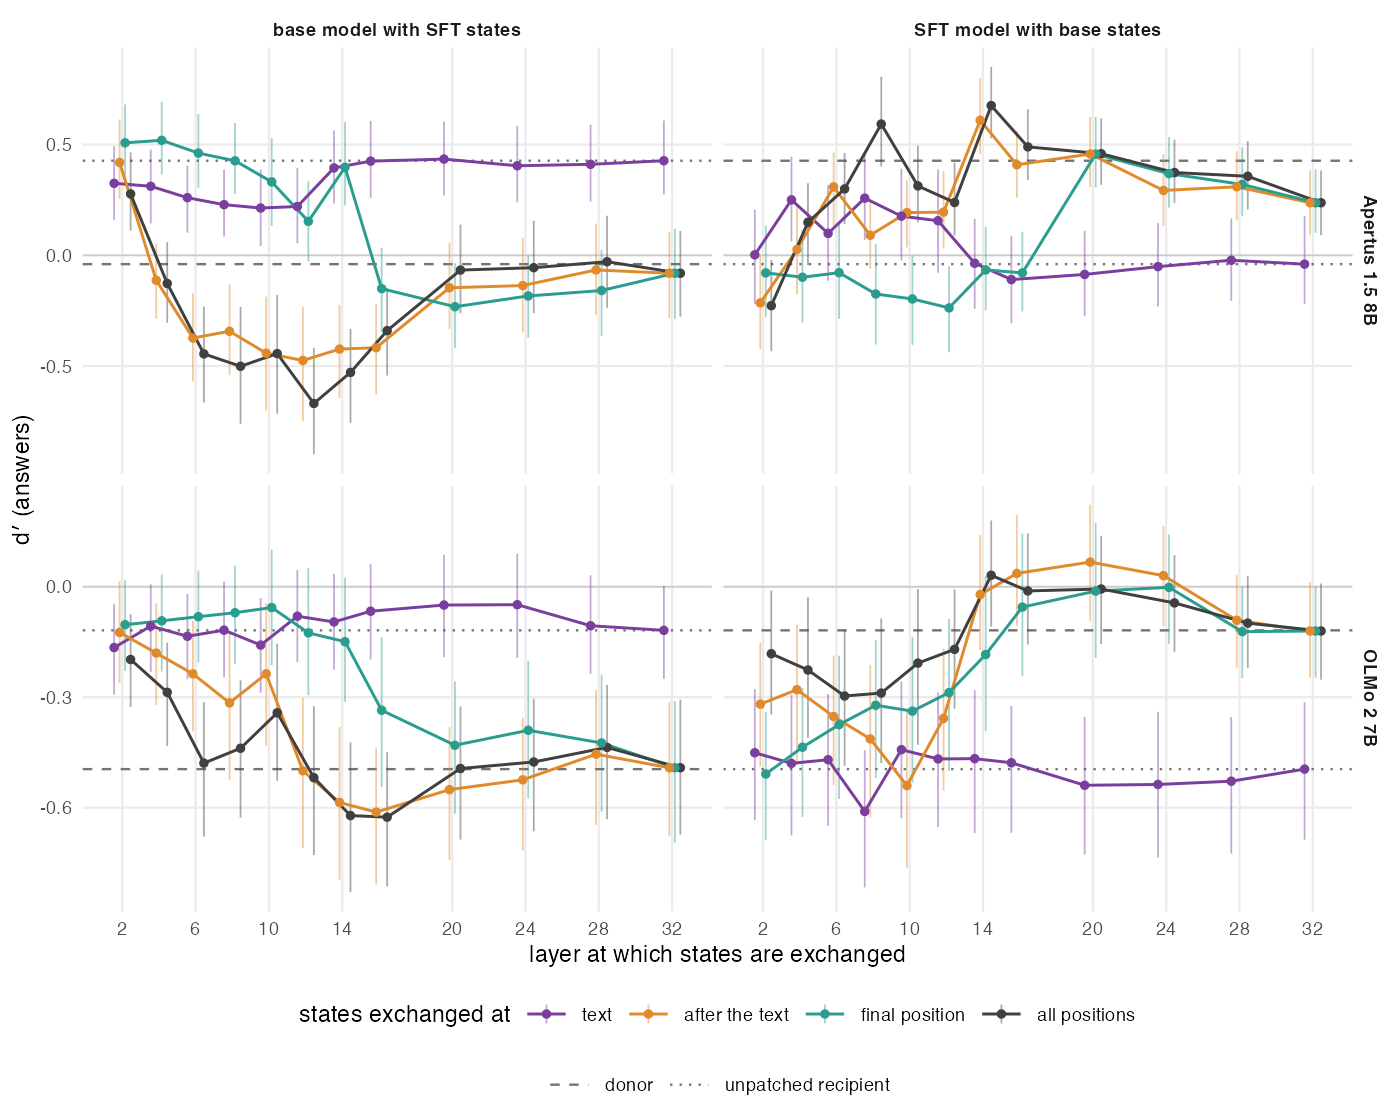 base model with SFT states
SFT model with base states
0.5
0.0
-0.5
Apertus 1.5 8B
d′ (answers)
0.0
-0.3
-0.6
OLMo 2 7B
2 6 10 14 20 24 28 32
2 6 10 14 20 24 28 32
layer at which states are exchanged
states exchanged at text after the text final position all positions
donor unpatched recipient